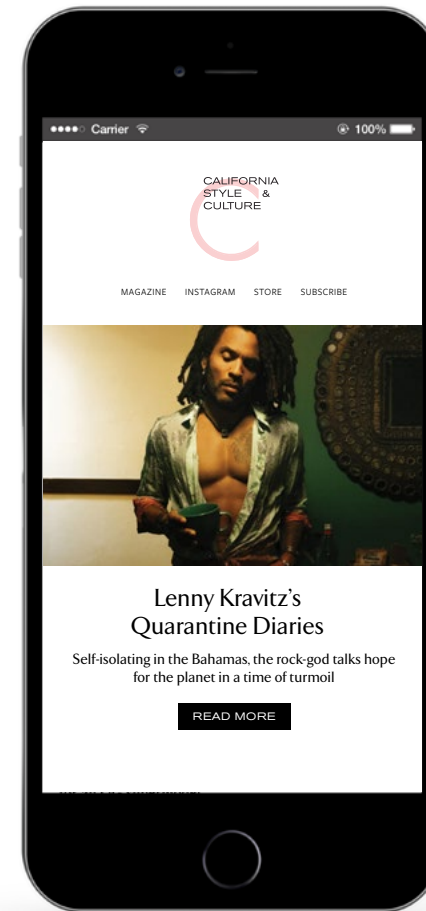 Carrier 100%
CALIFORNIA
STYLE &
CULTURE
MAGAZINE INSTAGRAM STORE SUBSCRIBE
Lenny Kravitz’s
Quarantine Diaries
Self-isolating in the Bahamas, the rock-god talks hope
for the planet in a time of turmoil
READ MORE